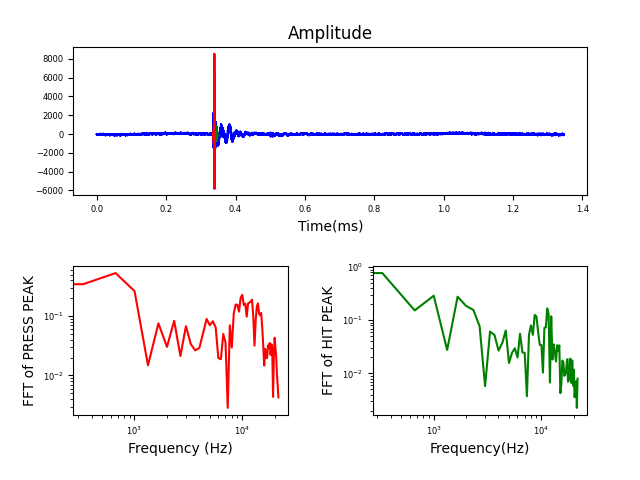 Amplitude
8000
6000
4000
2000
0
−2000
−4000
−6000
0.0 0.2 0.4 0.6 0.8 1.0 1.2 1.4
Time(ms)
FFT of PRESS PEAK
10⁻¹
10⁻²
10³ 10⁴
Frequency (Hz)
FFT of HIT PEAK
10⁰
10⁻¹
10⁻²
10³ 10⁴
Frequency(Hz)